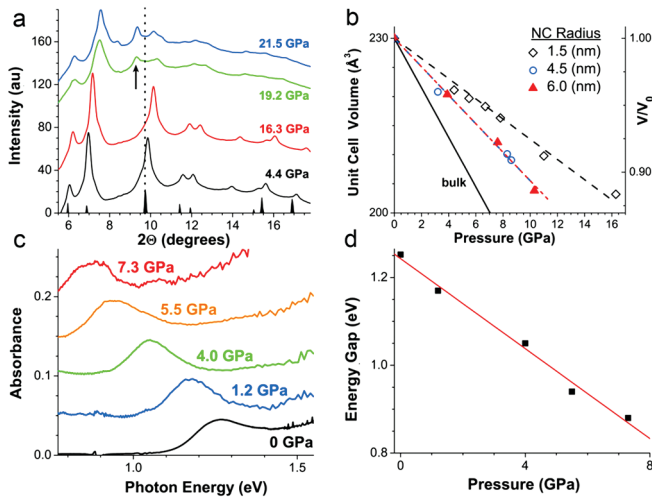 a
160
120
80
40
0
Intensity (au)
21.5 GPa
19.2 GPa
16.3 GPa
4.4 GPa
6 8 10 12 14 16
2Θ (degrees)
b
230
200
Unit Cell Volume (Å³)
NC Radius
1.5 (nm)
4.5 (nm)
6.0 (nm)
bulk
1.00
0.90
V/V₀
0 2 4 6 8 10 12 14 16
Pressure (GPa)
c
0.2
0.1
0.0
Absorbance
7.3 GPa
5.5 GPa
4.0 GPa
1.2 GPa
0 GPa
1.0 1.5
Photon Energy (eV)
d
1.2
1.0
0.8
Energy Gap (eV)
0 4 8
Pressure (GPa)